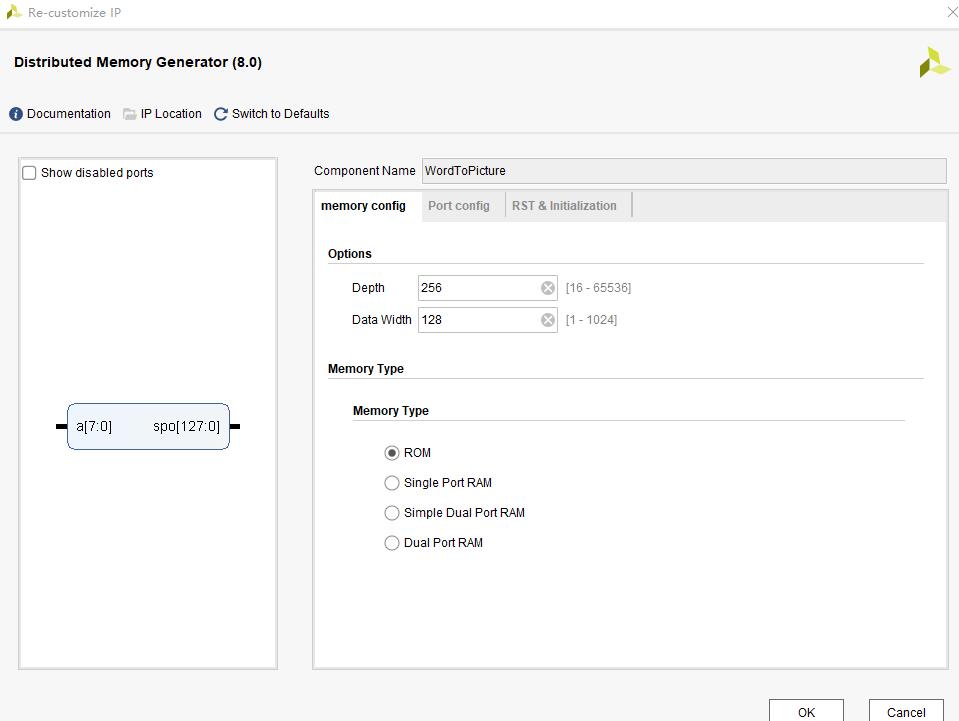 Re-customize IP
Distributed Memory Generator (8.0)
Documentation IP Location Switch to Defaults
Show disabled ports
a[7:0] spo[127:0]
Component Name WordToPicture
memory config Port config RST & Initialization
Options
Depth 256 [16 - 65536]
Data Width 128 [1 - 1024]
Memory Type
Memory Type
ROM
Single Port RAM
Simple Dual Port RAM
Dual Port RAM
OK Cancel